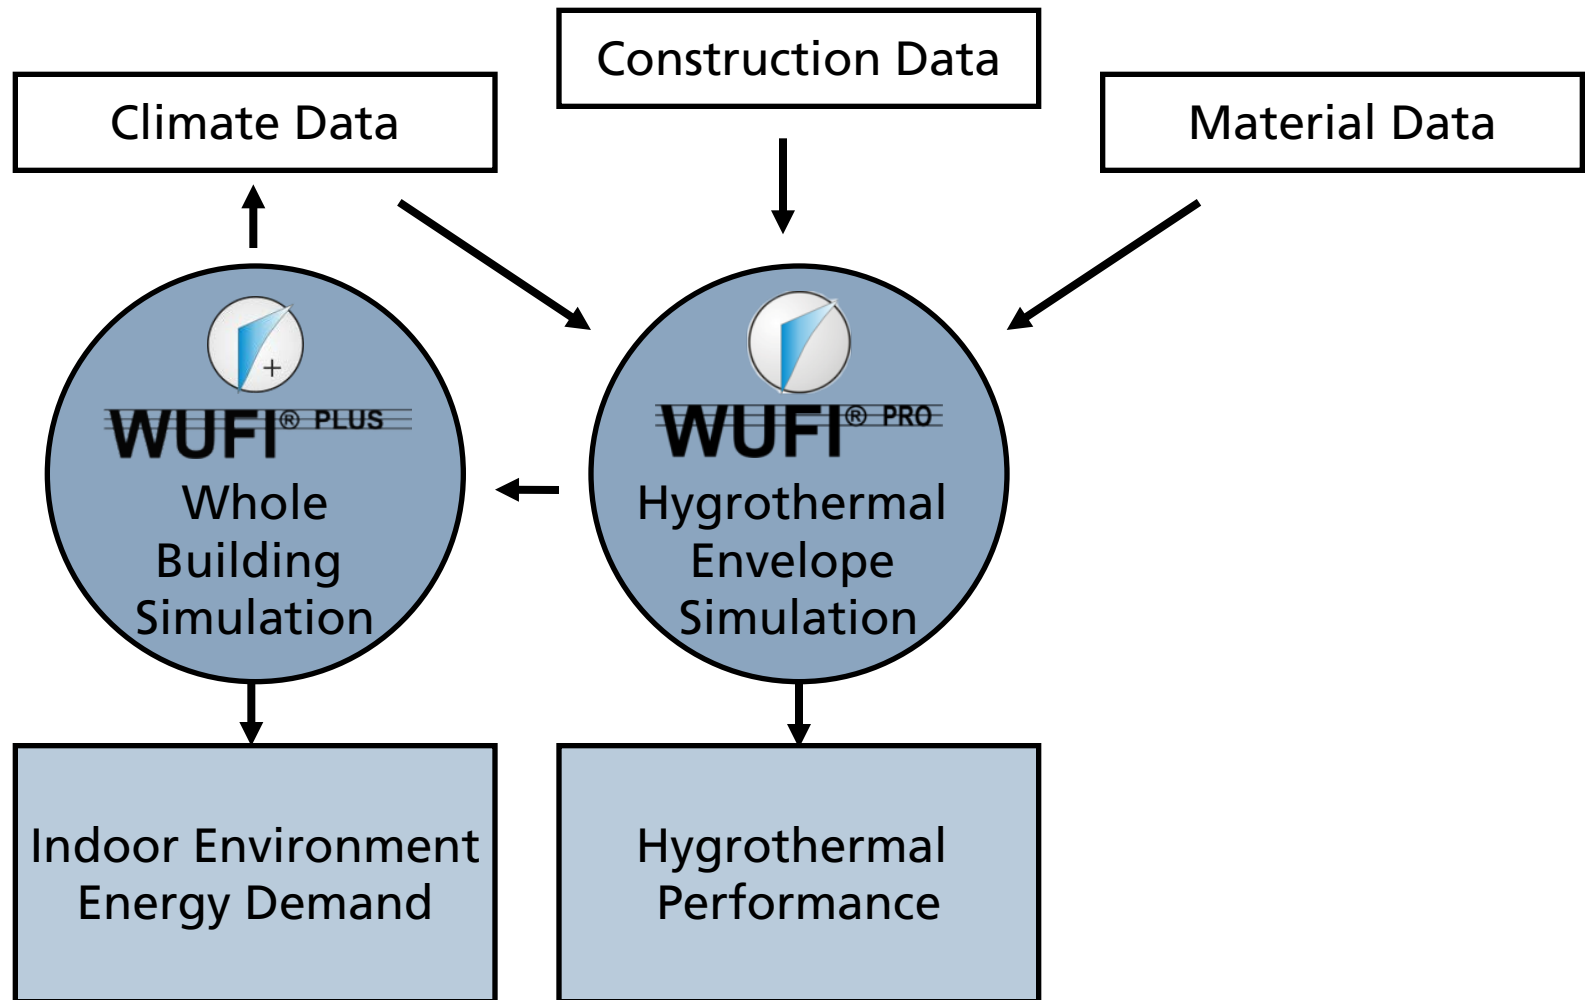 Construction Data
Climate Data
Material Data
WUFI® PLUS
Whole
Building
Simulation
WUFI® PRO
Hygrothermal
Envelope
Simulation
Indoor Environment
Energy Demand
Hygrothermal
Performance